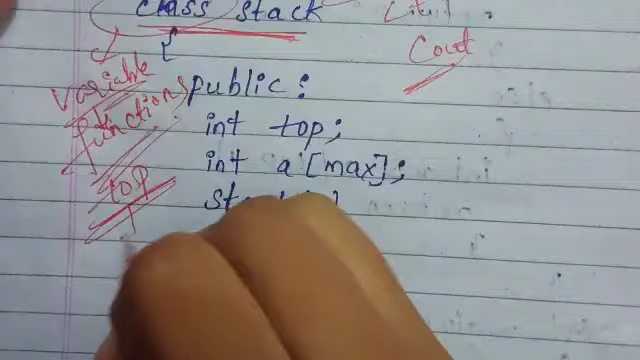 class stack
{
Cout
variable
functions
public:
int top;
int a[max];
top